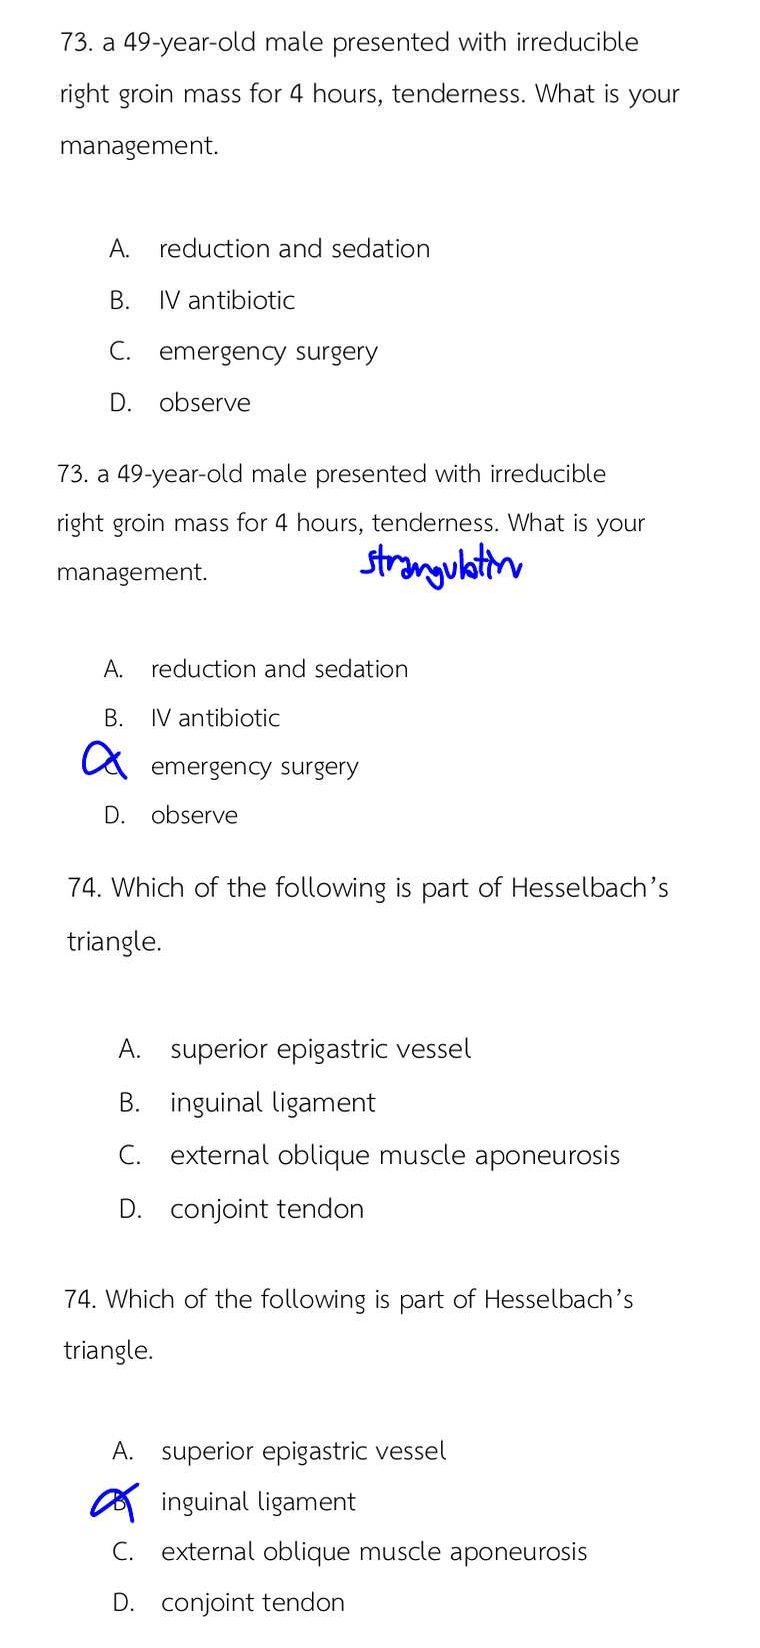 73. a 49-year-old male presented with irreducible
right groin mass for 4 hours, tenderness. What is your
management.
A. reduction and sedation
B. IV antibiotic
C. emergency surgery
D. observe
73. a 49-year-old male presented with irreducible
right groin mass for 4 hours, tenderness. What is your
management. strangulation
A. reduction and sedation
B. IV antibiotic
C. emergency surgery
D. observe
74. Which of the following is part of Hesselbach’s
triangle.
A. superior epigastric vessel
B. inguinal ligament
C. external oblique muscle aponeurosis
D. conjoint tendon
74. Which of the following is part of Hesselbach’s
triangle.
A. superior epigastric vessel
B. inguinal ligament
C. external oblique muscle aponeurosis
D. conjoint tendon